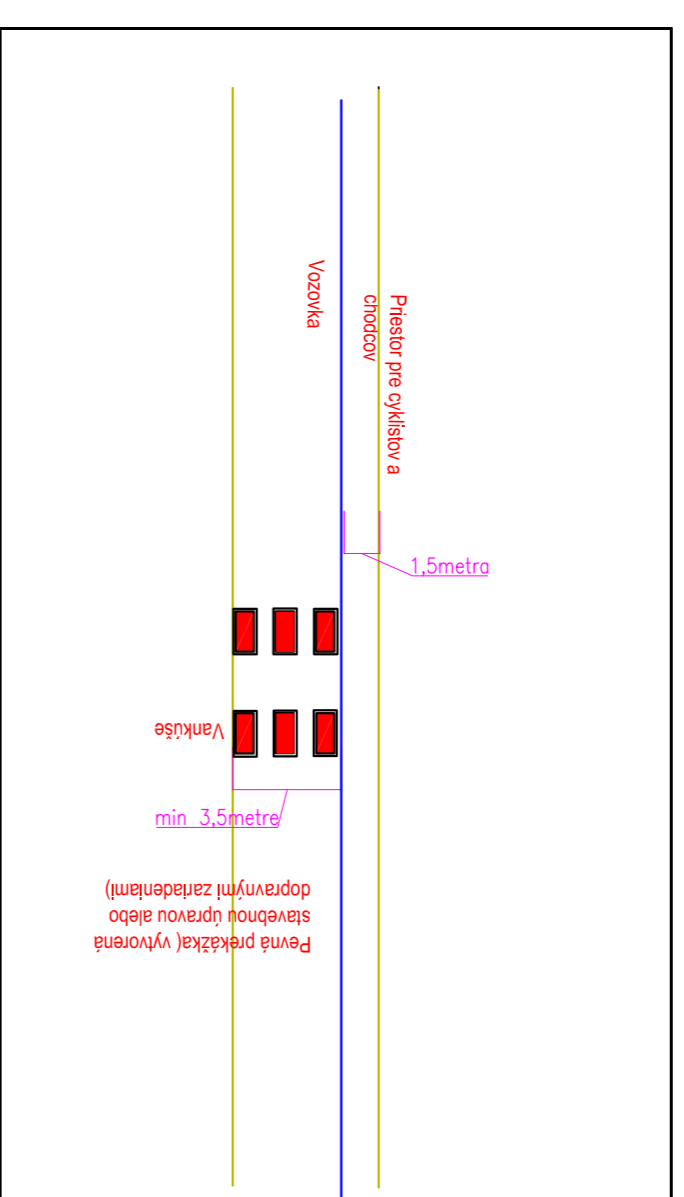 Vozovka
Priestor pre cyklistov a
chodcov
1,5metra
Vankúše
min 3,5metre
Pevná prekážka( vytvorená
stavebnou úpravou alebo
dopravnými zariadeniami)